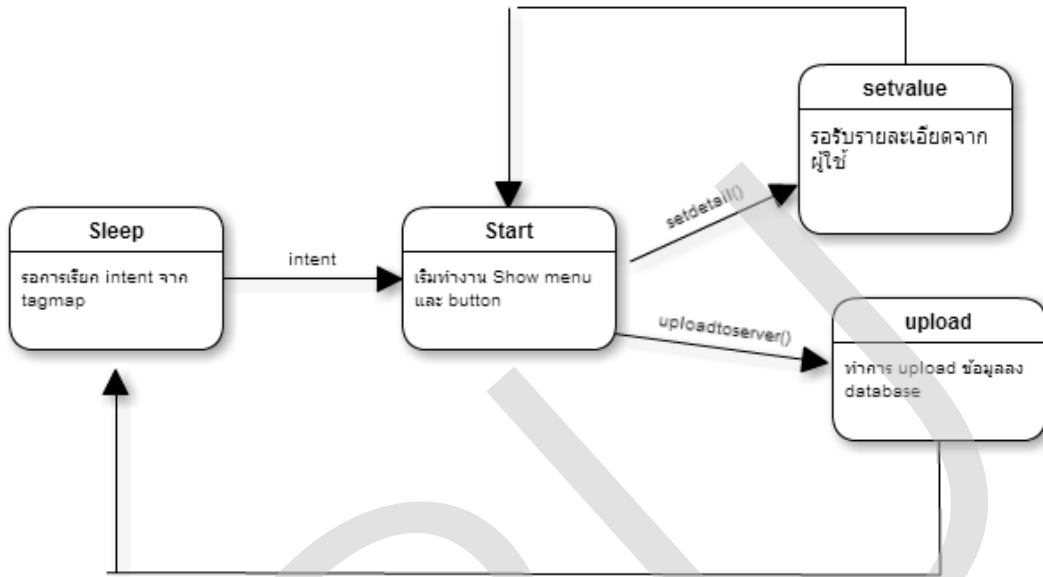 setvalue
รอรับรายละเอียดจาก
ผู้ใช้
setdetail()
Sleep
รอการเรียก intent จาก
tagmap
intent
Start
เริ่มทำงาน Show menu
และ button
uploadtoserver()
upload
ทำการ upload ข้อมูลลง
database